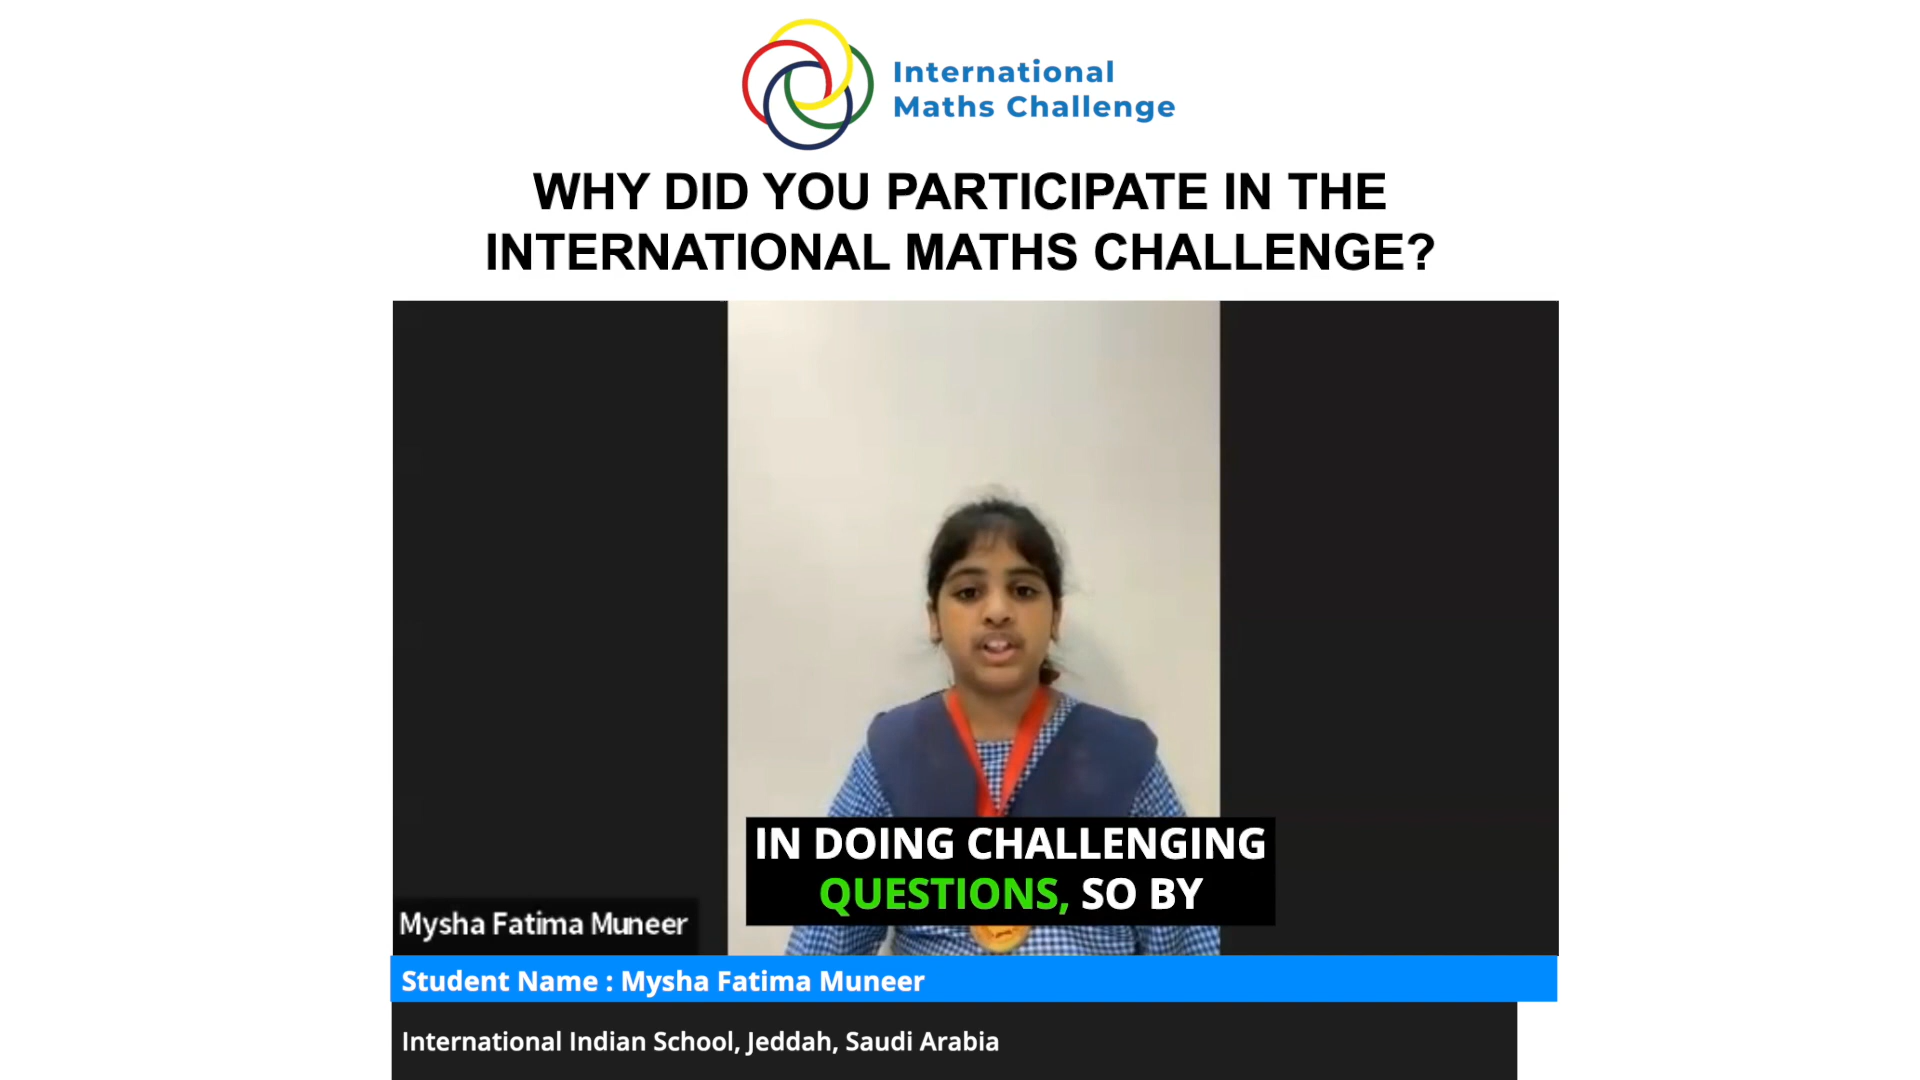 International
Maths Challenge
WHY DID YOU PARTICIPATE IN THE
INTERNATIONAL MATHS CHALLENGE?
IN DOING CHALLENGING
QUESTIONS, SO BY
Mysha Fatima Muneer
Student Name : Mysha Fatima Muneer
International Indian School, Jeddah, Saudi Arabia